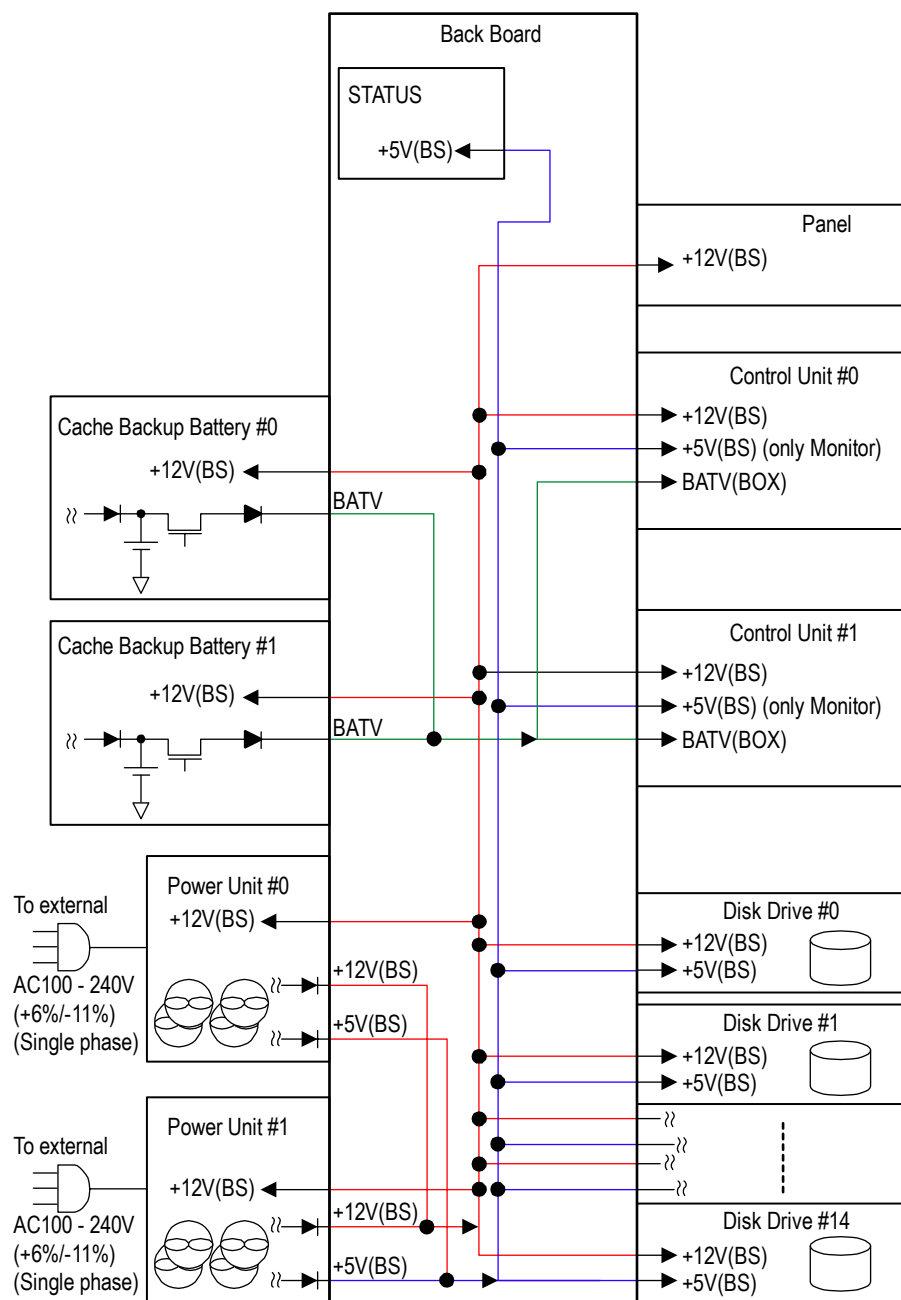 Back Board
STATUS
+5V(BS)
Panel
+12V(BS)
Control Unit #0
+12V(BS)
+5V(BS) (only Monitor)
BATV(BOX)
Cache Backup Battery #0
+12V(BS)
BATV
Control Unit #1
+12V(BS)
+5V(BS) (only Monitor)
BATV(BOX)
Cache Backup Battery #1
+12V(BS)
BATV
Power Unit #0
+12V(BS)
To external
AC100 - 240V
(+6%/-11%)
(Single phase)
+12V(BS)
+5V(BS)
Disk Drive #0
+12V(BS)
+5V(BS)
Disk Drive #1
+12V(BS)
+5V(BS)
Power Unit #1
+12V(BS)
To external
AC100 - 240V
(+6%/-11%)
(Single phase)
+12V(BS)
+5V(BS)
Disk Drive #14
+12V(BS)
+5V(BS)